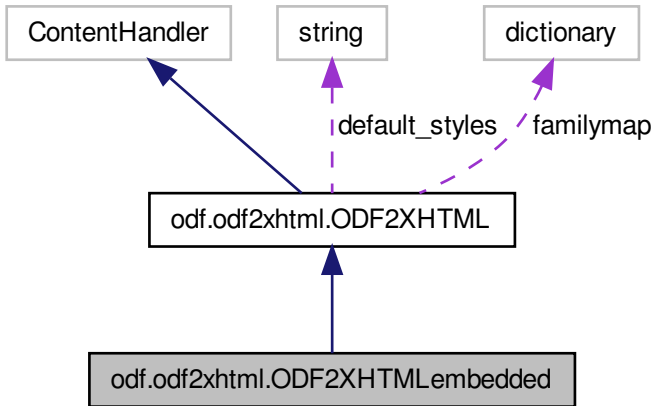 ContentHandler
string
dictionary
default_styles
familymap
odf.odf2xhtml.ODF2XHTML
odf.odf2xhtml.ODF2XHTMLembedded